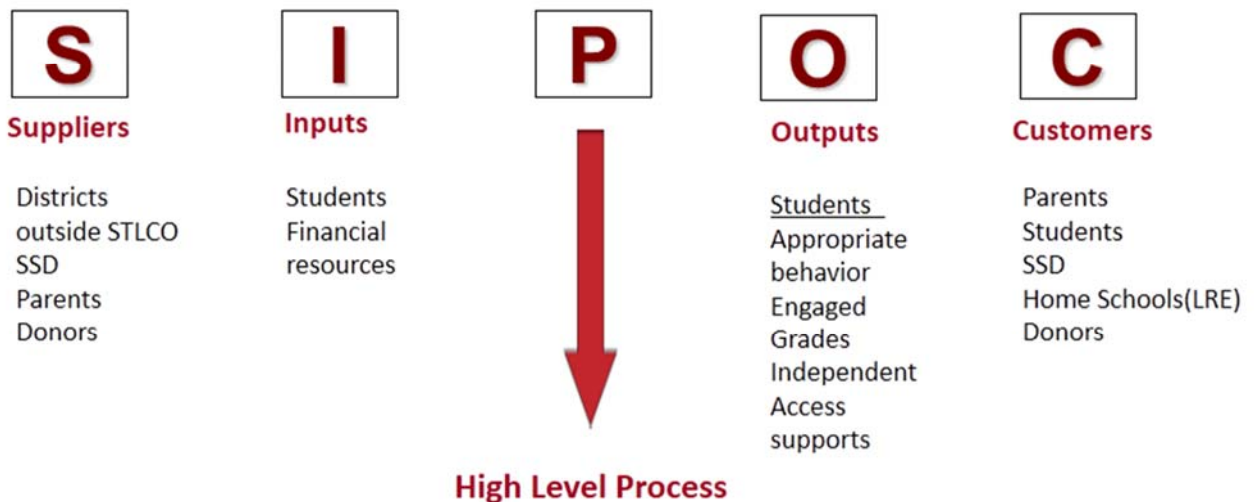 S
Suppliers
Districts
outside STLCO
SSD
Parents
Donors
I
Inputs
Students
Financial
resources
P
High Level Process
O
Outputs
Students
Appropriate
behavior
Engaged
Grades
Independent
Access
supports
C
Customers
Parents
Students
SSD
Home Schools(LRE)
Donors